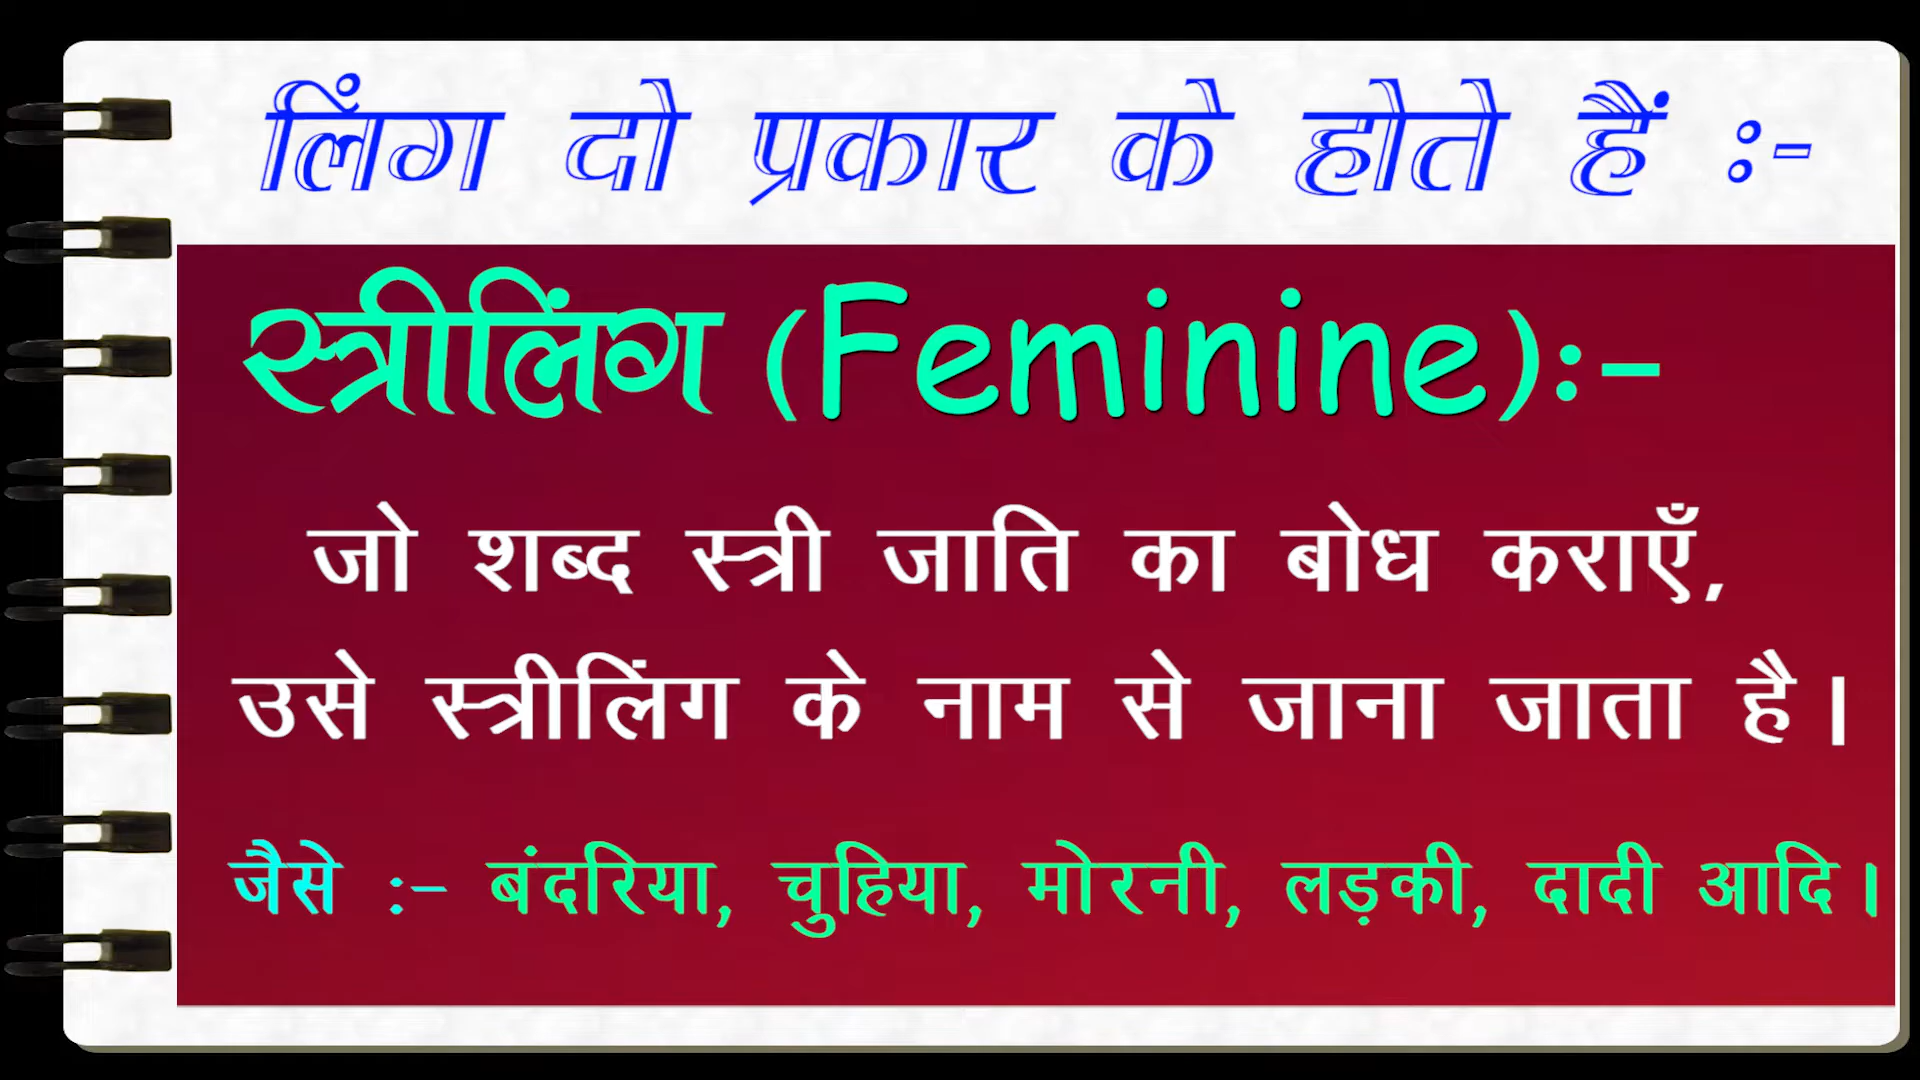 लिंग दो प्रकार के होते हैं :-
स्त्रीलिंग (Feminine):-
जो शब्द स्त्री जाति का बोध कराएँ,
उसे स्त्रीलिंग के नाम से जाना जाता है।
जैसे :- बंदरिया, चुहिया, मोरनी, लड़की, दादी आदि।